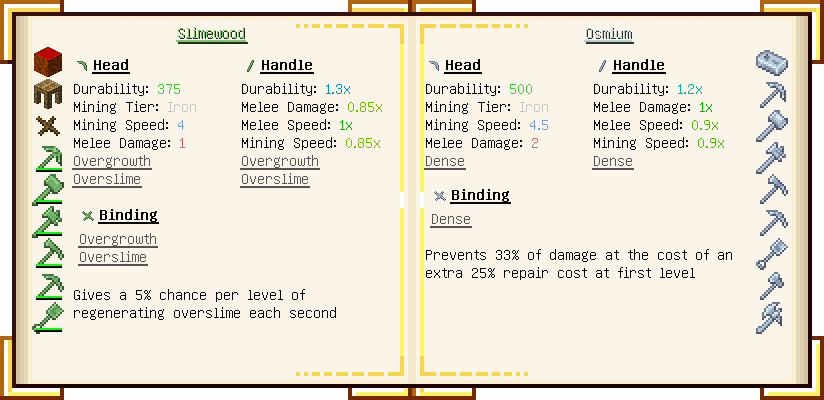 Slimewood
Head
Durability: 375
Mining Tier: Iron
Mining Speed: 4
Melee Damage: 1
Overgrowth
Overslime
Handle
Durability: 1.3x
Melee Damage: 0.85x
Melee Speed: 1x
Mining Speed: 0.85x
Overgrowth
Overslime
Binding
Overgrowth
Overslime
Gives a 5% chance per level of
regenerating overslime each second
Osmium
Head
Durability: 500
Mining Tier: Iron
Mining Speed: 4.5
Melee Damage: 2
Dense
Handle
Durability: 1.2x
Melee Damage: 1x
Melee Speed: 0.9x
Mining Speed: 0.9x
Dense
Binding
Dense
Prevents 33% of damage at the cost of an
extra 25% repair cost at first level